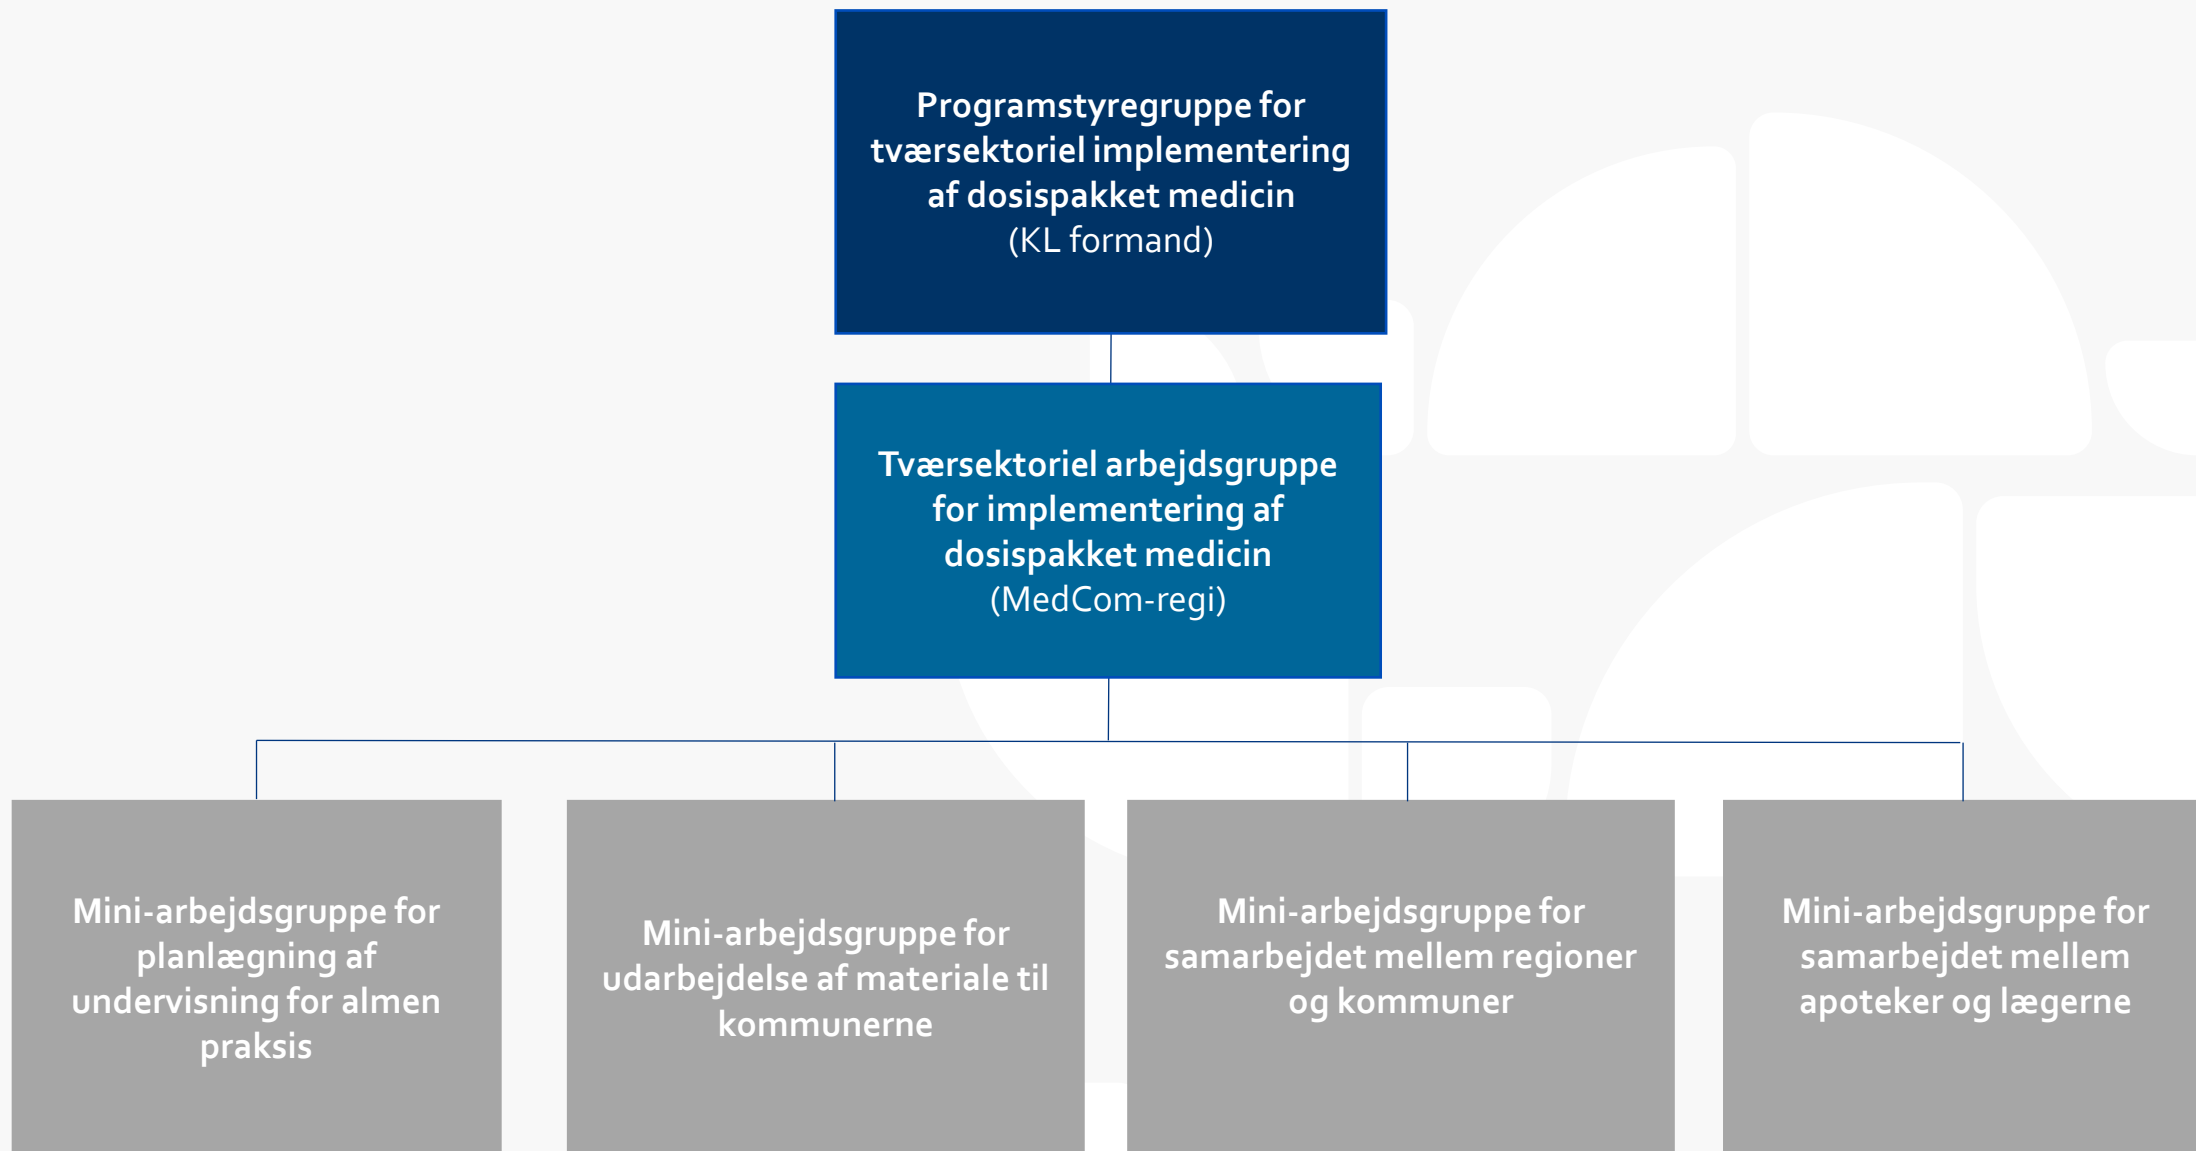 Programstyregruppe for
tværsektoriel implementering
af dosispakket medicin
(KL formand)
Tværsektoriel arbejdsgruppe
for implementering af
dosispakket medicin
(MedCom-regi)
Mini-arbejdsgruppe for
planlægning af
undervisning for almen
praksis
Mini-arbejdsgruppe for
udarbejdelse af materiale til
kommunerne
Mini-arbejdsgruppe for
samarbejdet mellem regioner
og kommuner
Mini-arbejdsgruppe for
samarbejdet mellem
apoteker og lægerne